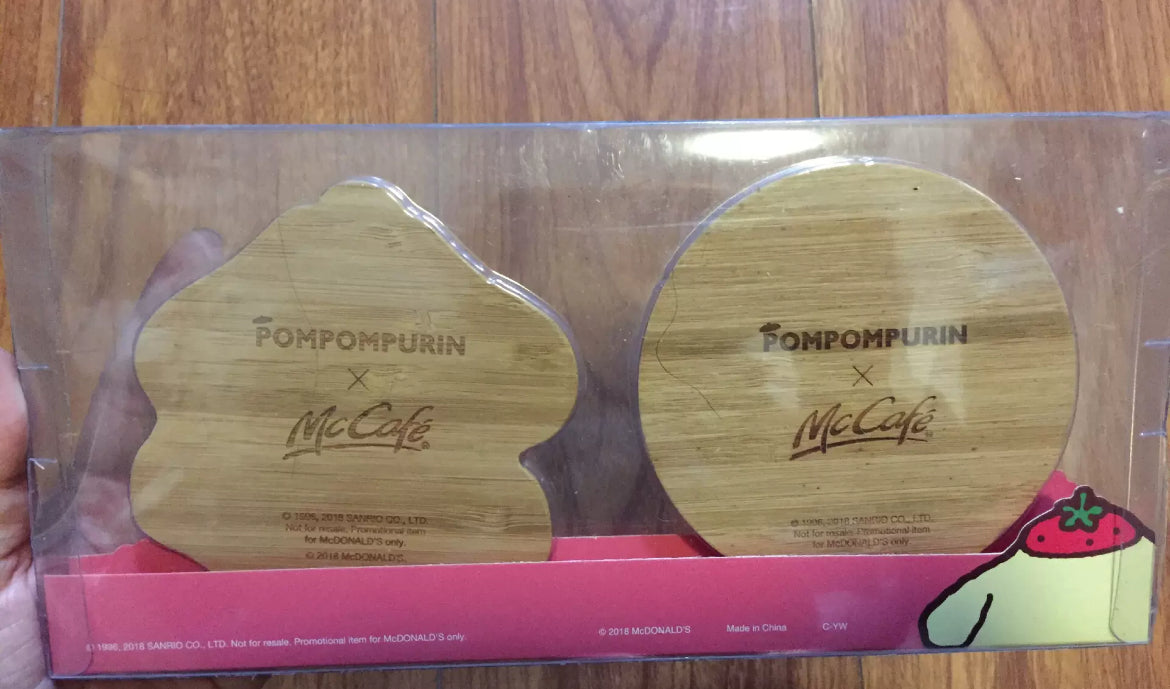 POMPOMPURIN
×
McCafé®
© 1996, 2018 SANRIO CO., LTD.
Not for resale. Promotional item
for McDONALD'S only.
© 2018 McDONALD'S.
POMPOMPURIN
×
McCafé®
© 1996, 2018 SANRIO CO., LTD.
Not for resale. Promotional item
for McDONALD'S only.
© 1996, 2018 SANRIO CO., LTD. Not for resale. Promotional item for McDONALD'S only.
© 2018 McDONALD'S
Made in China
C-YW